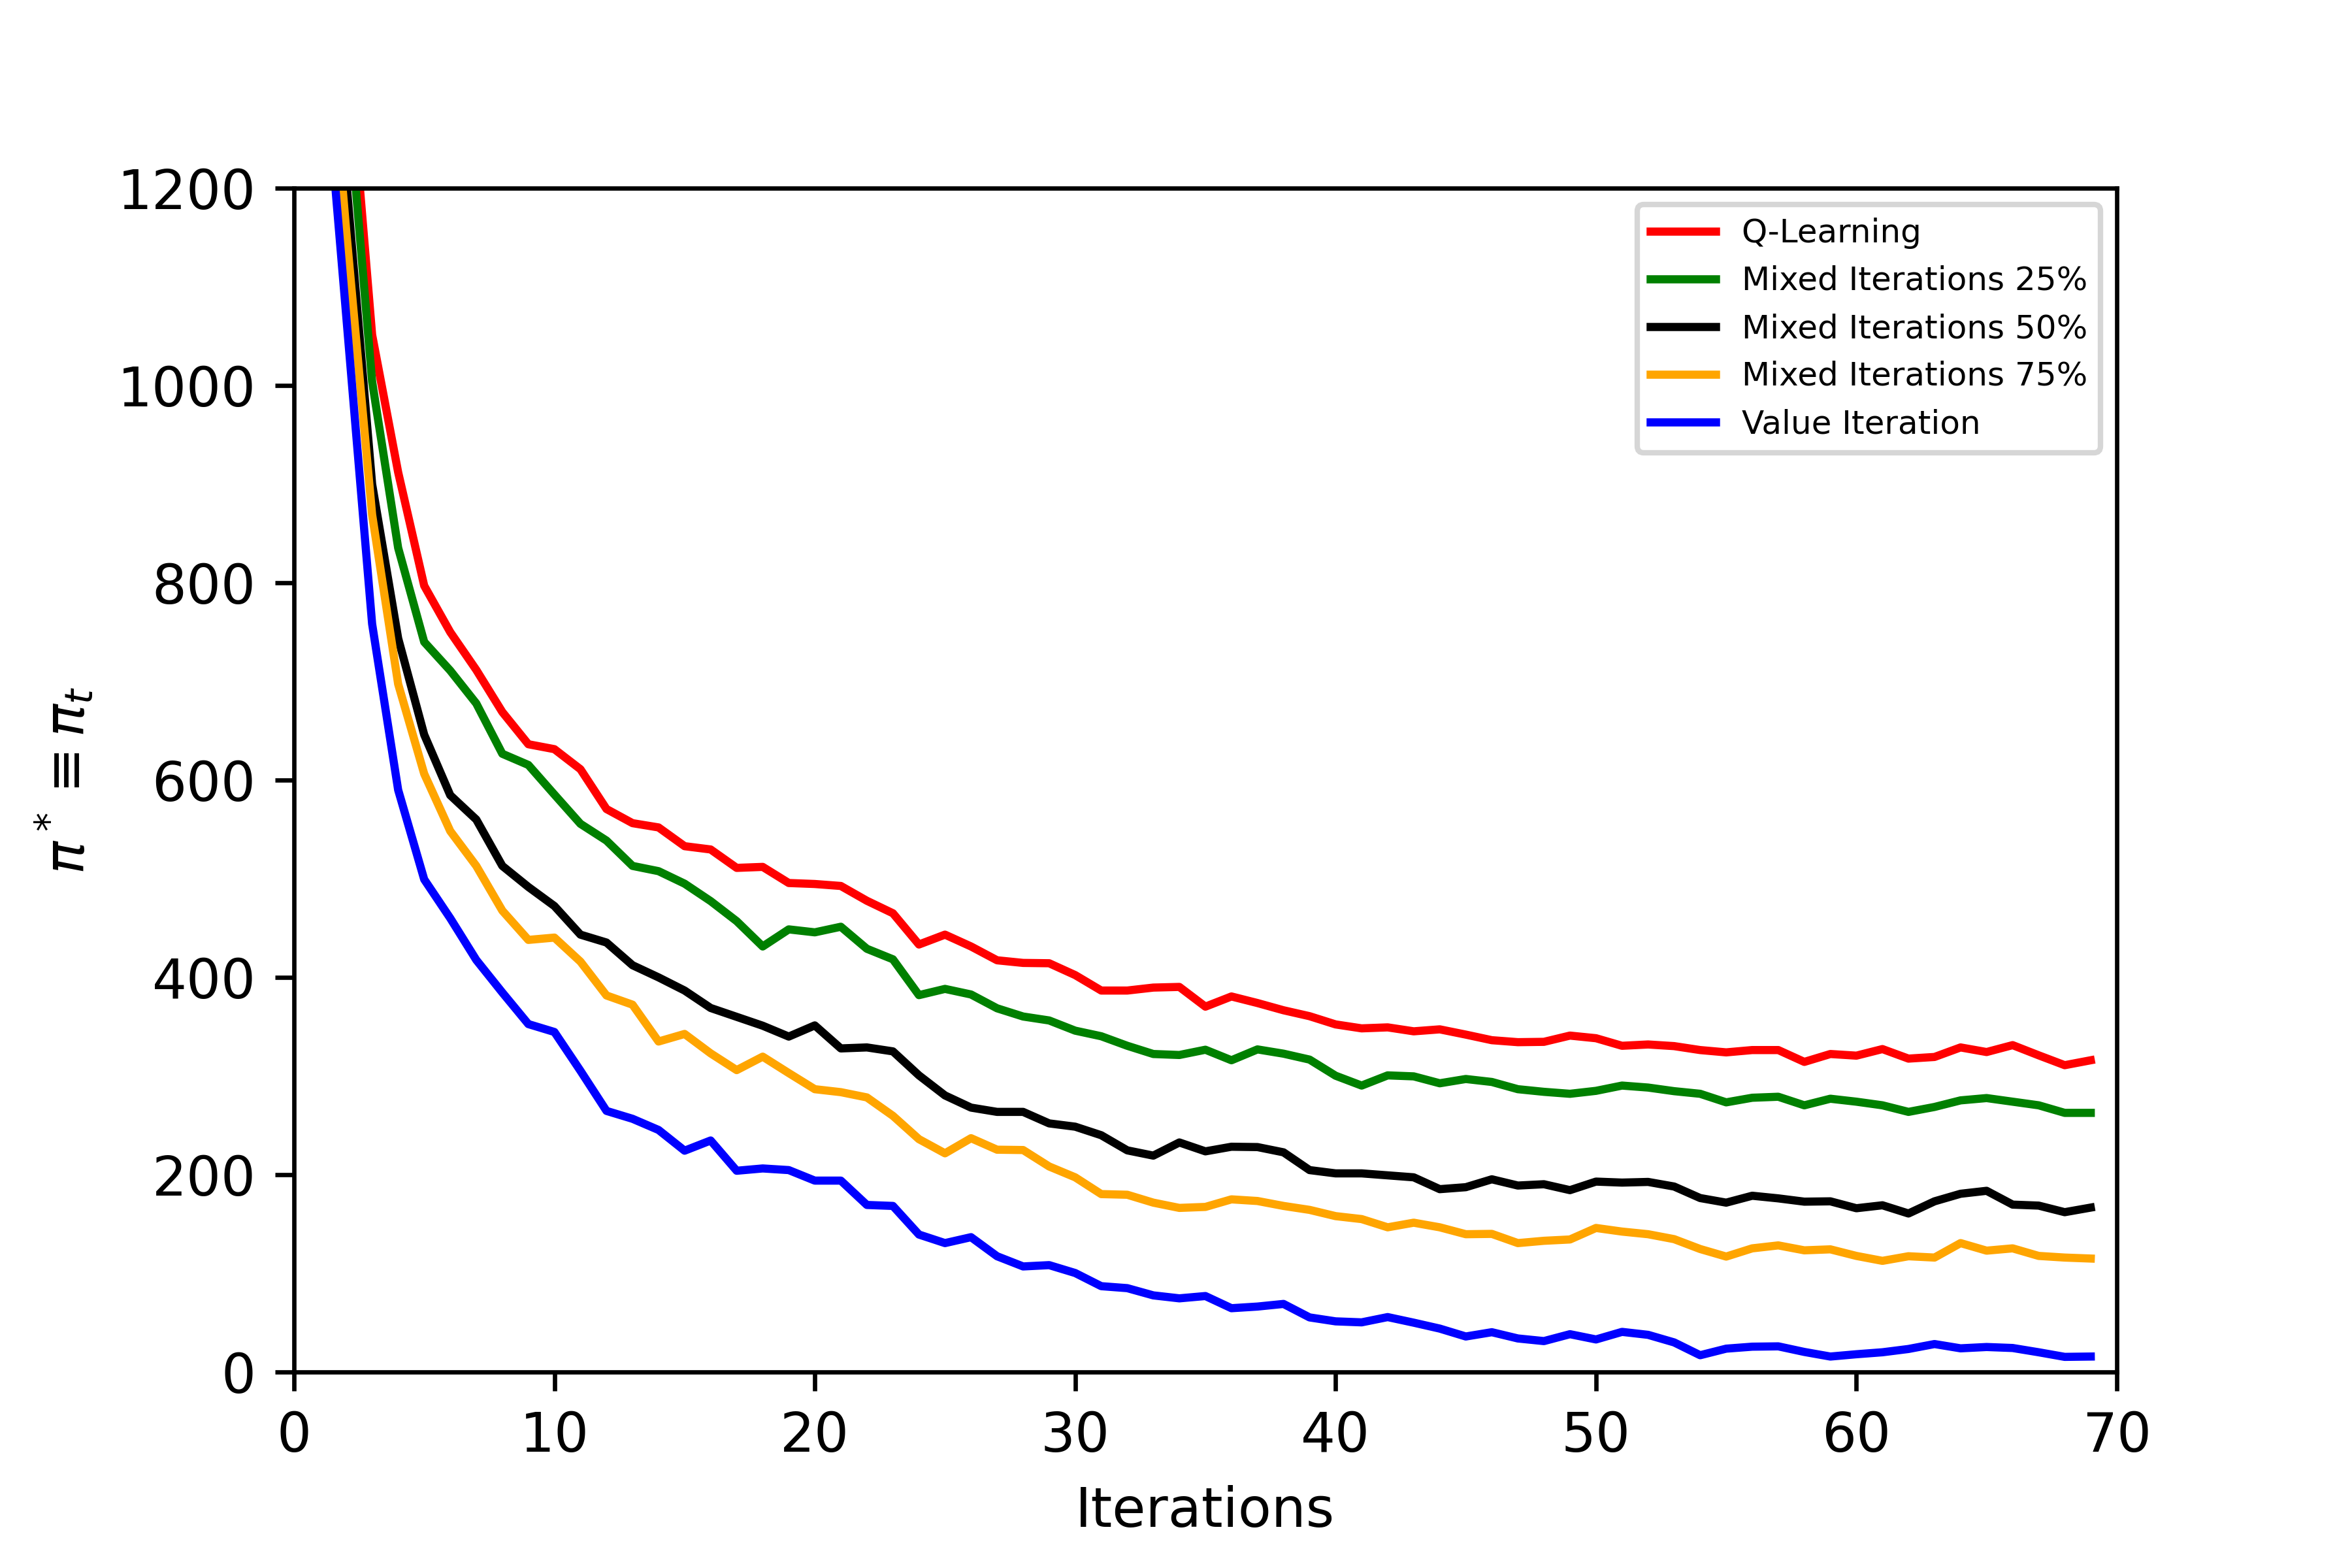 1200
1000
800
600
400
200
0
π* ≡ πt
0 10 20 30 40 50 60 70
Iterations
Q-Learning
Mixed Iterations 25%
Mixed Iterations 50%
Mixed Iterations 75%
Value Iteration